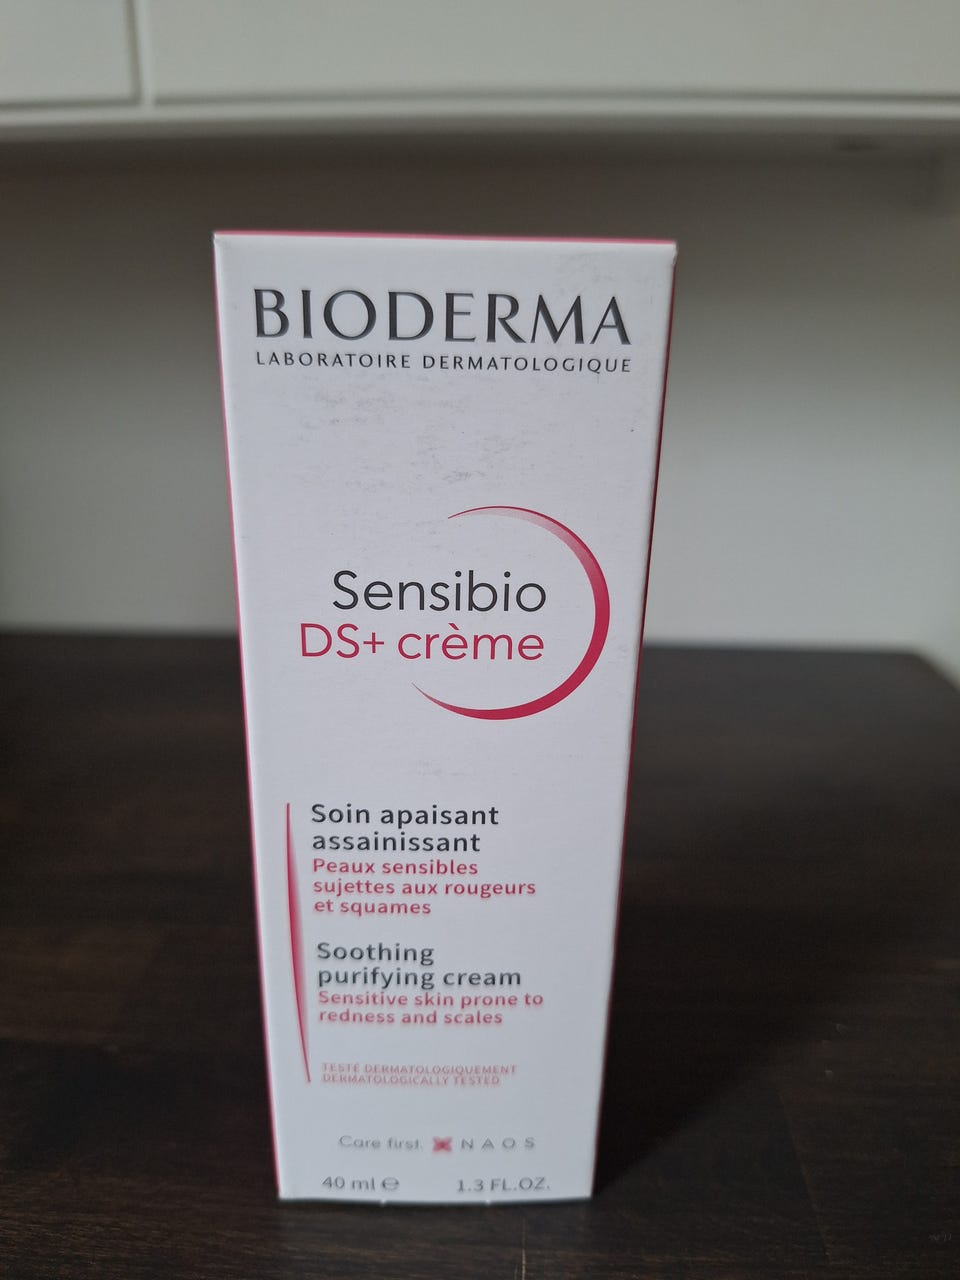 BIODERMA
LABORATOIRE DERMATOLOGIQUE
Sensibio
DS+ crème
Soin apaisant
assainissant
Peaux sensibles
sujettes aux rougeurs
et squames
Soothing
purifying cream
Sensitive skin prone to
redness and scales
TESTÉ DERMATOLOGIQUEMENT
DERMATOLOGICALLY TESTED
Care first. NAOS
40 ml ℮ 1.3 FL.OZ.